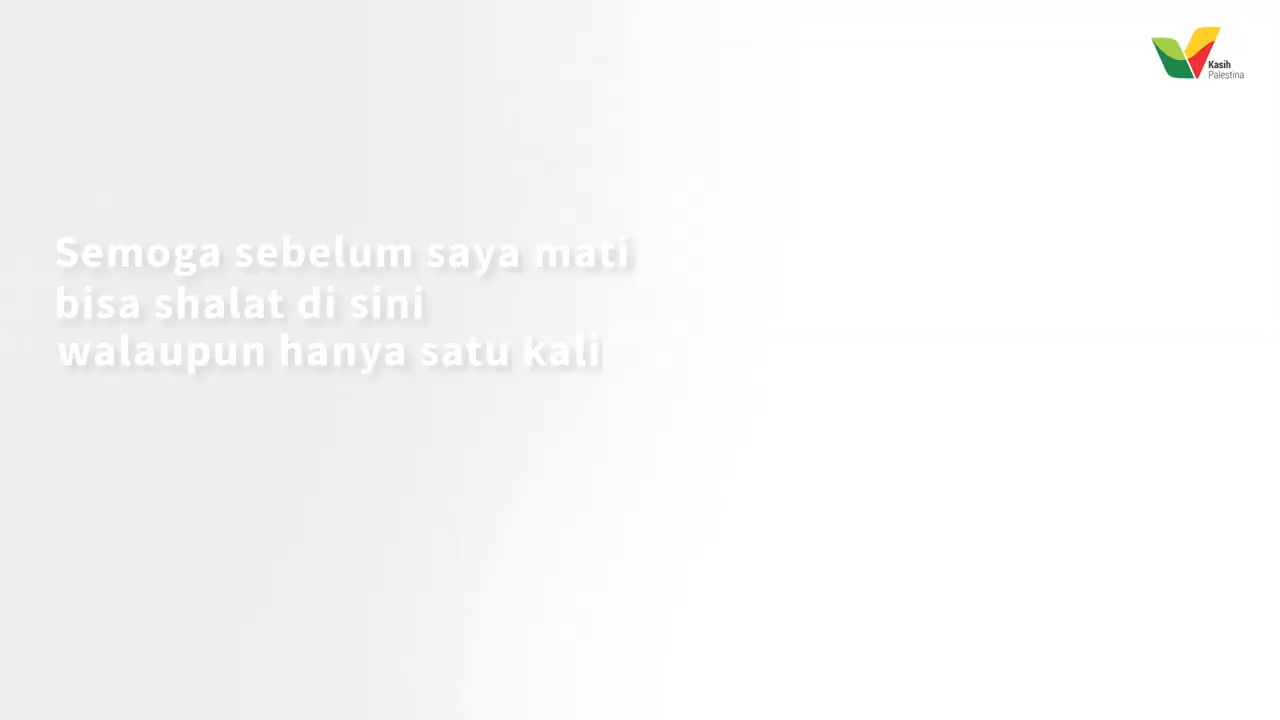 Kasih
Palestina
Semoga sebelum saya mati
bisa shalat di sini
walaupun hanya satu kali